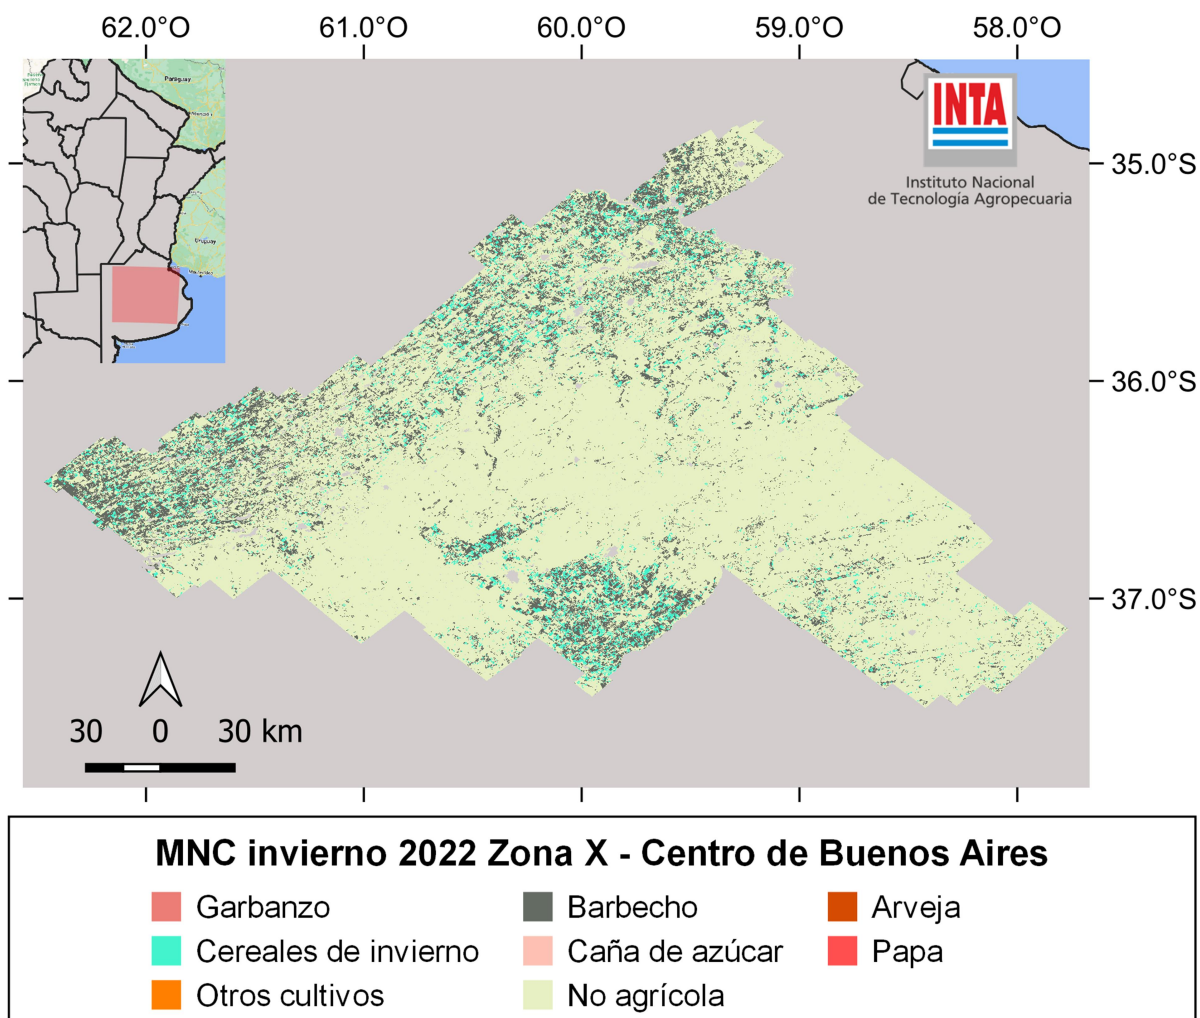 62.0°O 61.0°O 60.0°O 59.0°O 58.0°O
Paraguay
Uruguay
INTA
Instituto Nacional
de Tecnología Agropecuaria
35.0°S
36.0°S
37.0°S
30 0 30 km
MNC invierno 2022 Zona X - Centro de Buenos Aires
Garbanzo Barbecho Arveja
Cereales de invierno Caña de azúcar Papa
Otros cultivos No agrícola